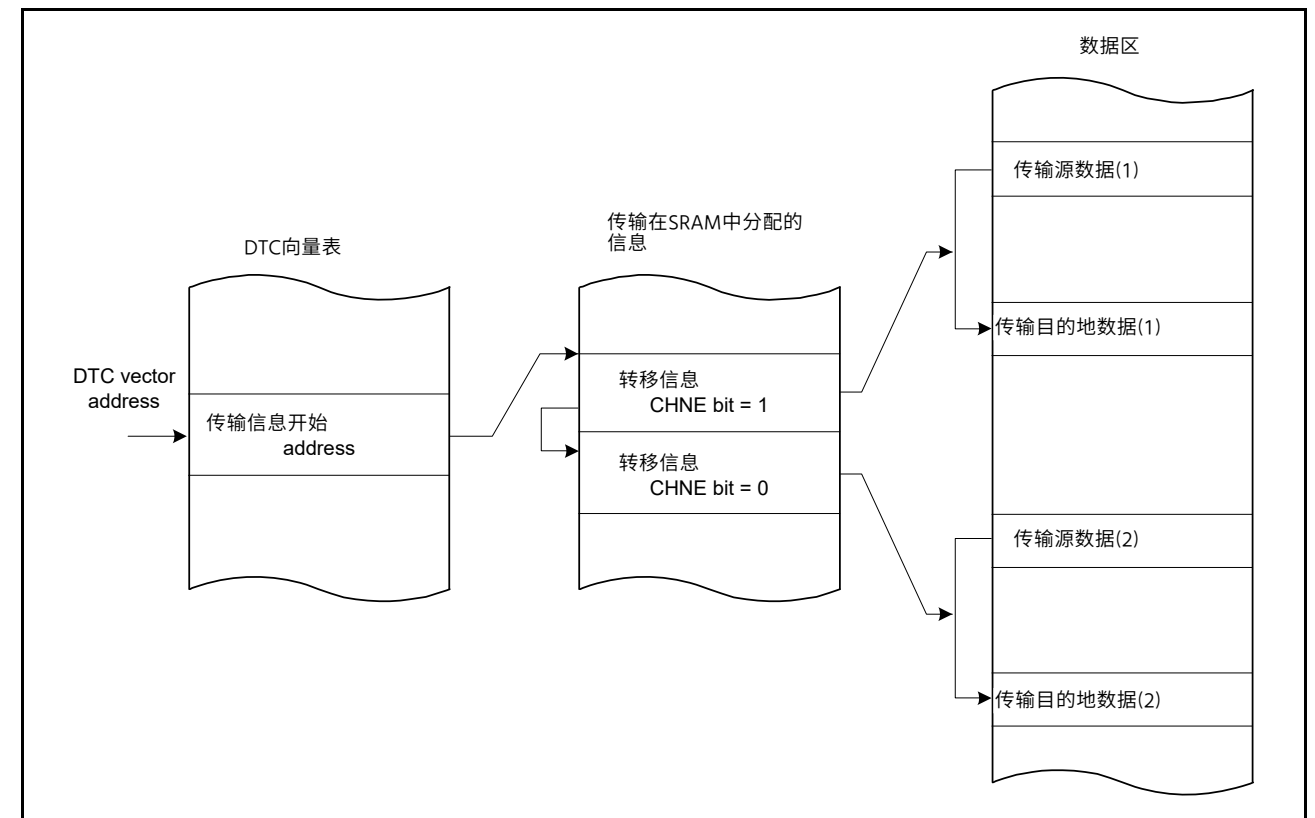 数据区
传输源数据(1)
传输在SRAM中分配的
信息
DTC向量表
传输目的地数据(1)
DTC vector
address
转移信息
CHNE bit = 1
传输信息开始
address
转移信息
CHNE bit = 0
传输源数据(2)
传输目的地数据(2)